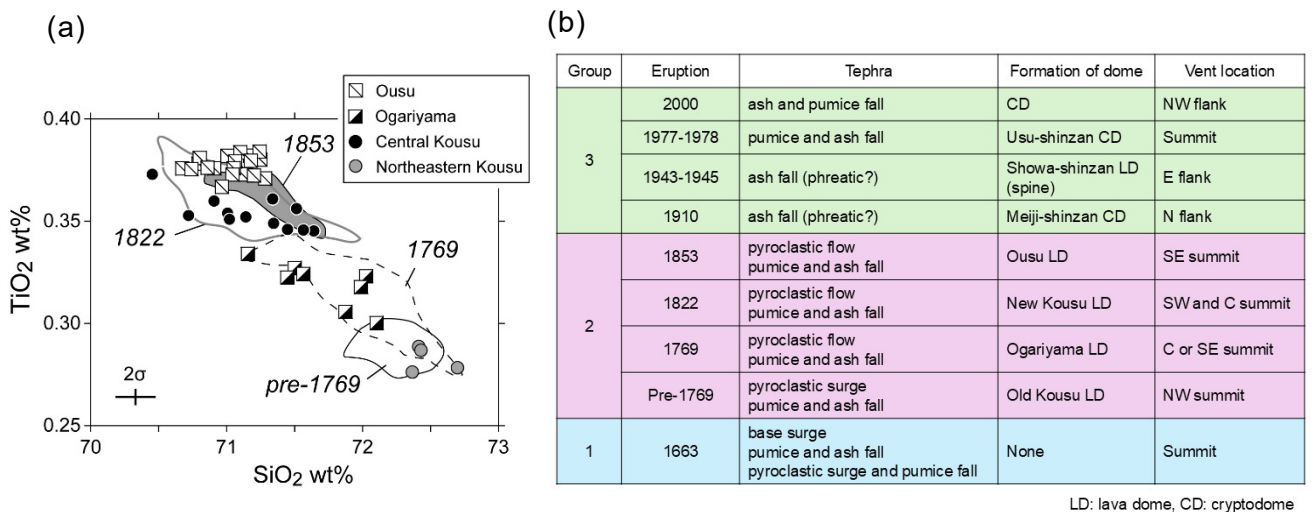 (a)
Ousu
Ogariyama
Central Kousu
Northeastern Kousu
0.40
0.35
0.30
0.25
TiO2 wt%
1853
1822
1769
pre-1769
2σ
70
71
72
73
SiO2 wt%
(b)
Group
Eruption
Tephra
Formation of dome
Vent location
3
2000
ash and pumice fall
CD
NW flank
1977-1978
pumice and ash fall
Usu-shinzan CD
Summit
1943-1945
ash fall (phreatic?)
Showa-shinzan LD
(spine)
E flank
1910
ash fall (phreatic?)
Meiji-shinzan CD
N flank
2
1853
pyroclastic flow
pumice and ash fall
Ousu LD
SE summit
1822
pyroclastic flow
pumice and ash fall
New Kousu LD
SW and C summit
1769
pyroclastic flow
pumice and ash fall
Ogariyama LD
C or SE summit
Pre-1769
pyroclastic surge
pumice and ash fall
Old Kousu LD
NW summit
1
1663
base surge
pumice and ash fall
pyroclastic surge and pumice fall
None
Summit
LD: lava dome, CD: cryptodome